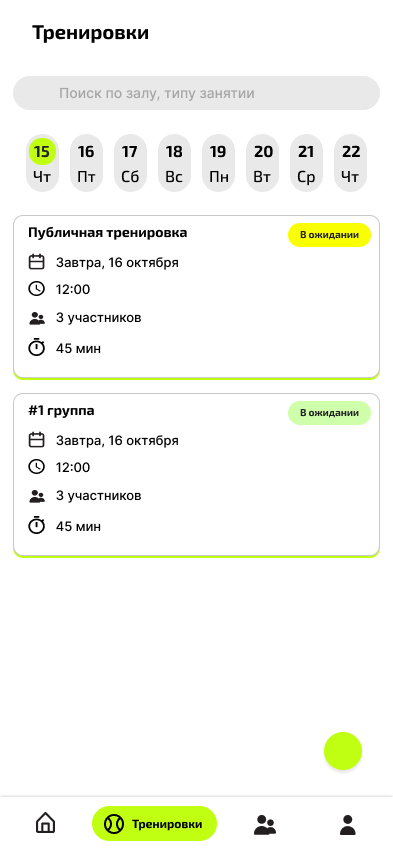 Тренировки
Поиск по залу, типу занятии
15 16 17 18 19 20 21 22
Чт Пт Сб Вс Пн Вт Ср Чт
Публичная тренировка В ожидании
Завтра, 16 октября
12:00
3 участников
45 мин
#1 группа В ожидании
Завтра, 16 октября
12:00
3 участников
45 мин
Тренировки